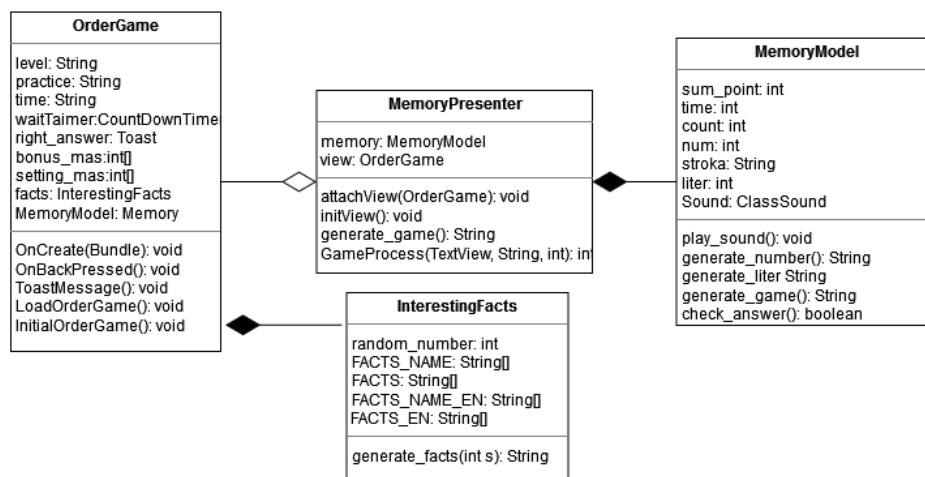 OrderGame
level: String
practice: String
time: String
waitTaimer:CountDownTime
right_answer: Toast
bonus_mas:int[]
setting_mas:int[]
facts: InterestingFacts
MemoryModel: Memory
OnCreate(Bundle): void
OnBackPressed(): void
ToastMessage(): void
LoadOrderGame(): void
InitialOrderGame(): void
MemoryPresenter
memory: MemoryModel
view: OrderGame
attachView(OrderGame): void
initView(): void
generate_game(): String
GameProcess(TextView, String, int): int
MemoryModel
sum_point: int
time: int
count: int
num: int
stroka: String
liter: int
Sound: ClassSound
play_sound(): void
generate_number(): String
generate_liter String
generate_game(): String
check_answer(): boolean
InterestingFacts
random_number: int
FACTS_NAME: String[]
FACTS: String[]
FACTS_NAME_EN: String[]
FACTS_EN: String[]
generate_facts(int s): String